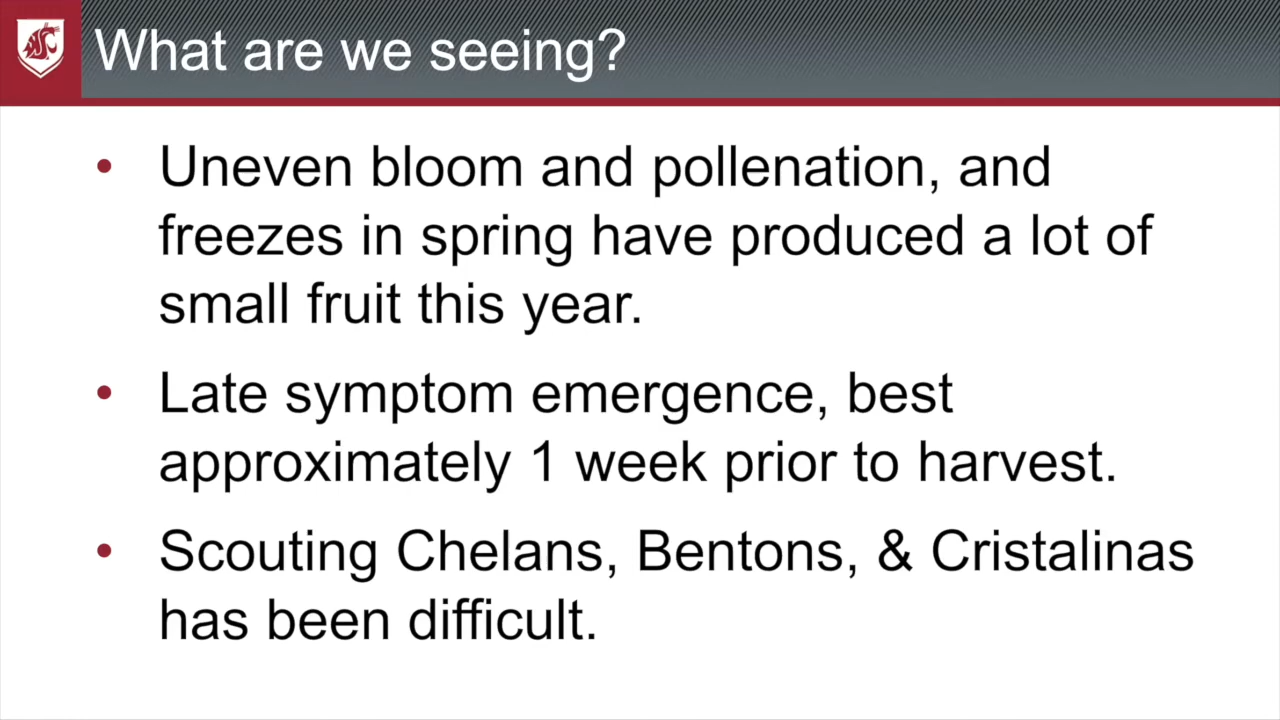 What are we seeing?
• Uneven bloom and pollenation, and
freezes in spring have produced a lot of
small fruit this year.
• Late symptom emergence, best
approximately 1 week prior to harvest.
• Scouting Chelans, Bentons, & Cristalinas
has been difficult.